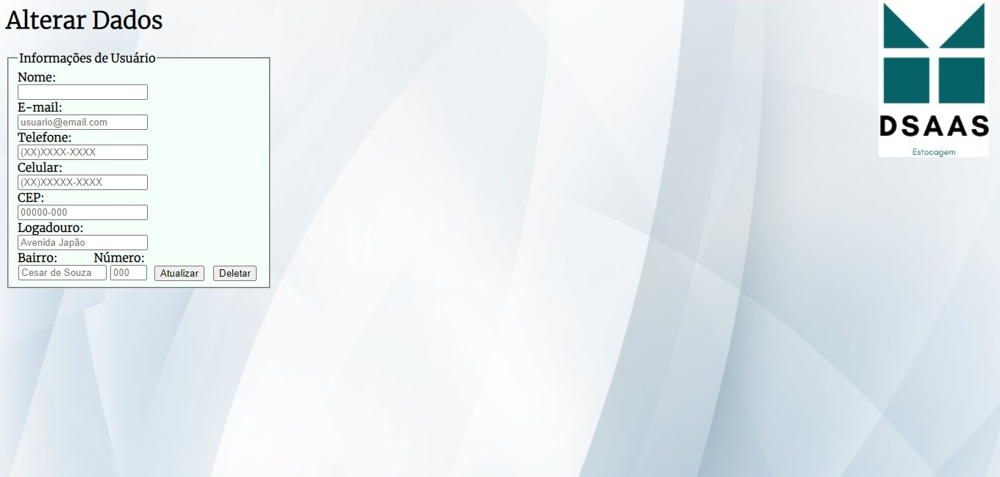 Alterar Dados
DSAAS
Estocagem
Informações de Usuário
Nome:
E-mail:
usuario@email.com
Telefone:
(XX)XXXX-XXXX
Celular:
(XX)XXXXX-XXXX
CEP:
00000-000
Logadouro:
Avenida Japão
Bairro: Número:
Cesar de Souza 000 Atualizar Deletar